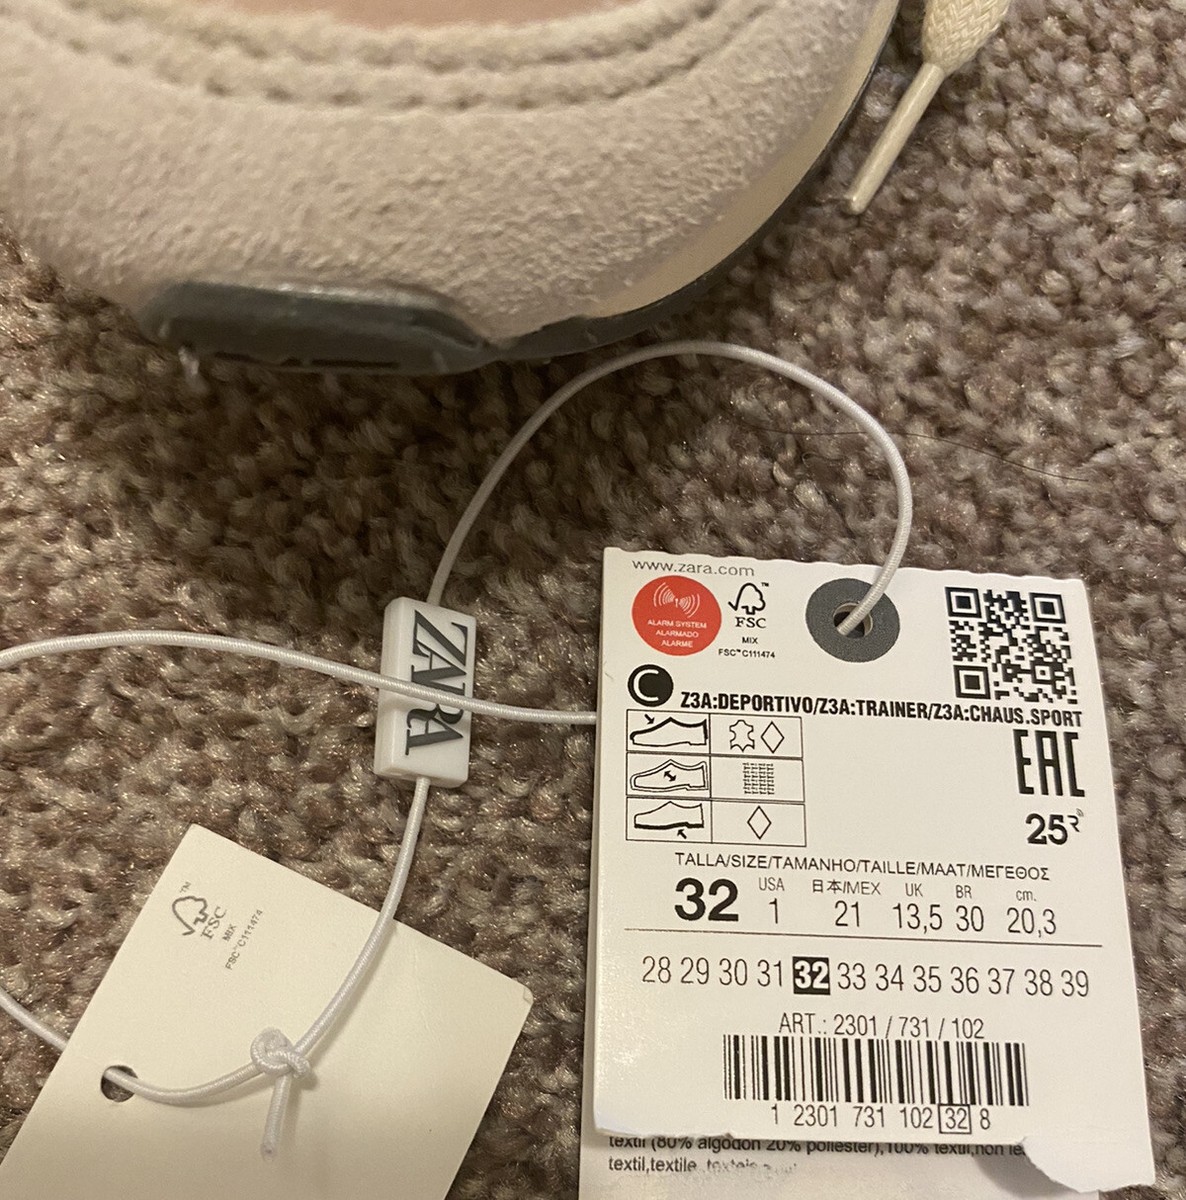 www.zara.com
ALARM SYSTEM
ALARMADO
ALARME
FSC
MIX
FSC™ C111474
C
Z3A:DEPORTIVO/Z3A:TRAINER/Z3A:CHAUS.SPORT
EAC
25
TALLA/SIZE/TAMANHO/TAILLE/MAAT/ΜΕΓΕΘΟΣ
USA 日本/MEX UK BR cm.
32 1 21 13,5 30 20,3
28 29 30 31 32 33 34 35 36 37 38 39
ART.: 2301 / 731 / 102
1 2301 731 102 32 8
textil (80% algodon 20% poliester),100% textil,non
textil,textile
ZARA
FSC
MIX
FSC™ C111474